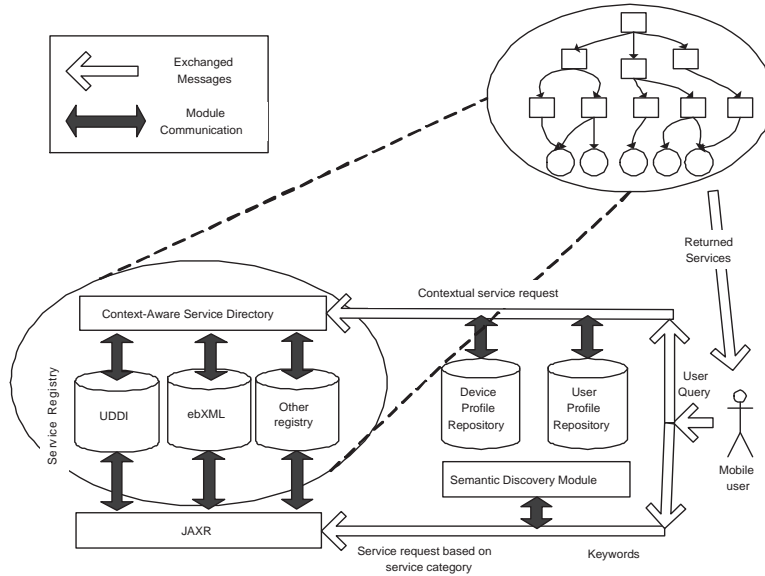 Exchanged
Messages
Module
Communication
Returned
Services
Contextual service request
Context-Aware Service Directory
Service Registry
UDDI
ebXML
Other
registry
Device
Profile
Repository
User
Profile
Repository
User
Query
Mobile
user
Semantic Discovery Module
JAXR
Service request based on
service category
Keywords